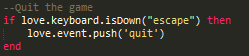 --Quit the game
if love.keyboard.isDown("escape") then
    love.event.push('quit')
end